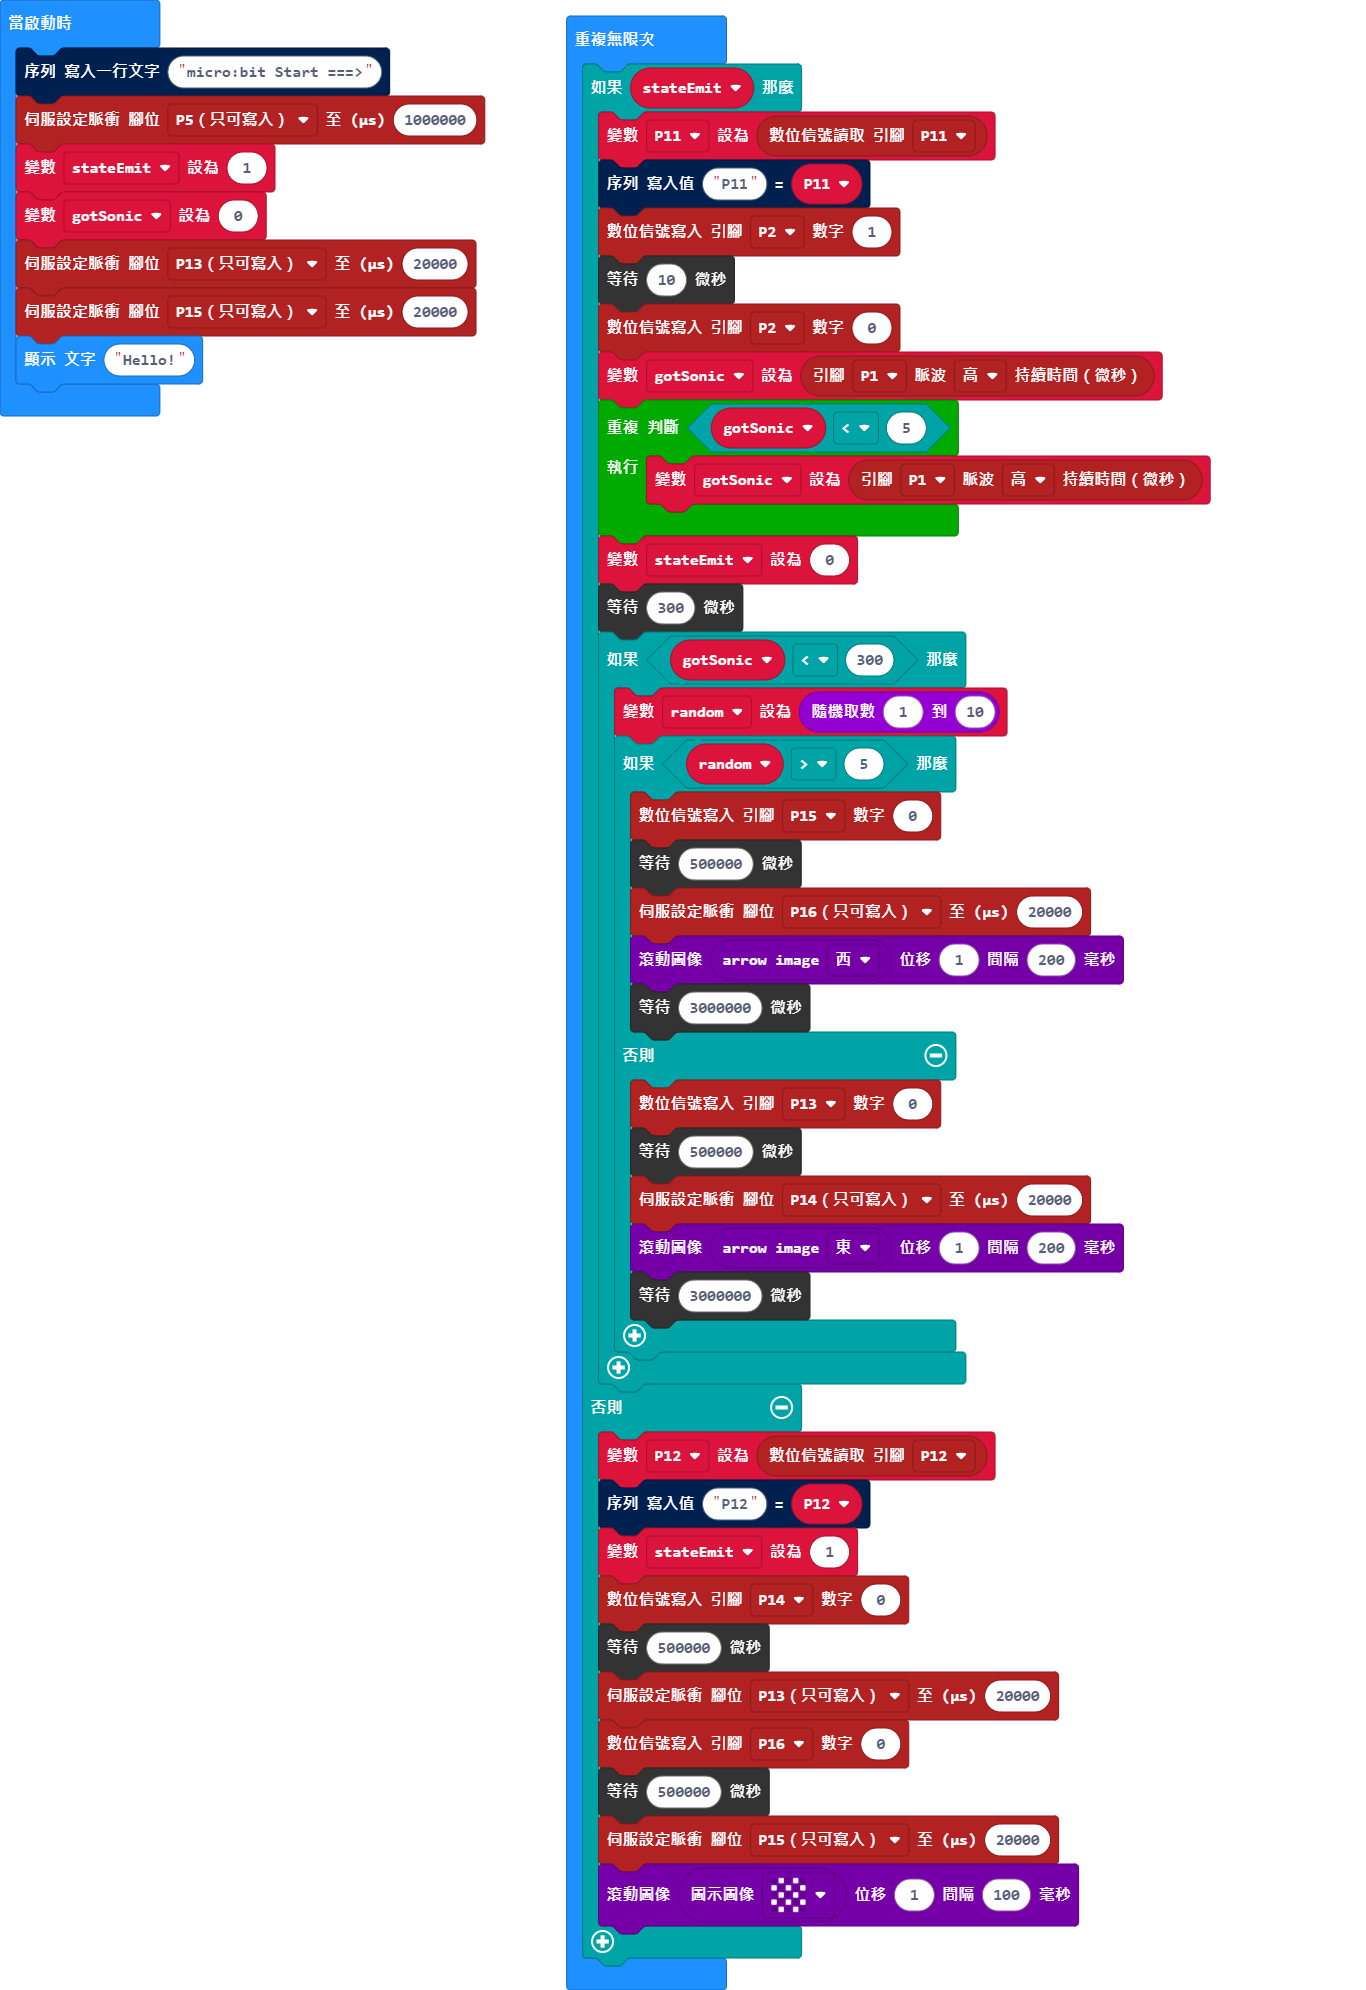 當啟動時
序列 寫入一行文字 "micro:bit Start ===>"
伺服設定脈衝 腳位 P5(只可寫入) 至 (μs) 1000000
變數 stateEmit 設為 1
變數 gotSonic 設為 0
伺服設定脈衝 腳位 P13(只可寫入) 至 (μs) 20000
伺服設定脈衝 腳位 P15(只可寫入) 至 (μs) 20000
顯示 文字 "Hello!"
重複無限次
如果 stateEmit 那麼
變數 P11 設為 數位信號讀取 引腳 P11
序列 寫入值 "P11" = P11
數位信號寫入 引腳 P2 數字 1
等待 10 微秒
數位信號寫入 引腳 P2 數字 0
變數 gotSonic 設為 引腳 P1 脈波 高 持續時間(微秒)
重複 判斷 gotSonic < 5
執行 變數 gotSonic 設為 引腳 P1 脈波 高 持續時間(微秒)
變數 stateEmit 設為 0
等待 300 微秒
如果 gotSonic < 300 那麼
變數 random 設為 隨機取數 1 到 10
如果 random > 5 那麼
數位信號寫入 引腳 P15 數字 0
等待 500000 微秒
伺服設定脈衝 腳位 P16(只可寫入) 至 (μs) 20000
滾動圖像 arrow image 西 位移 1 間隔 200 毫秒
等待 3000000 微秒
否則
數位信號寫入 引腳 P13 數字 0
等待 500000 微秒
伺服設定脈衝 腳位 P14(只可寫入) 至 (μs) 20000
滾動圖像 arrow image 東 位移 1 間隔 200 毫秒
等待 3000000 微秒
否則
變數 P12 設為 數位信號讀取 引腳 P12
序列 寫入值 "P12" = P12
變數 stateEmit 設為 1
數位信號寫入 引腳 P14 數字 0
等待 500000 微秒
伺服設定脈衝 腳位 P13(只可寫入) 至 (μs) 20000
數位信號寫入 引腳 P16 數字 0
等待 500000 微秒
伺服設定脈衝 腳位 P15(只可寫入) 至 (μs) 20000
滾動圖像 圖示圖像 位移 1 間隔 100 毫秒